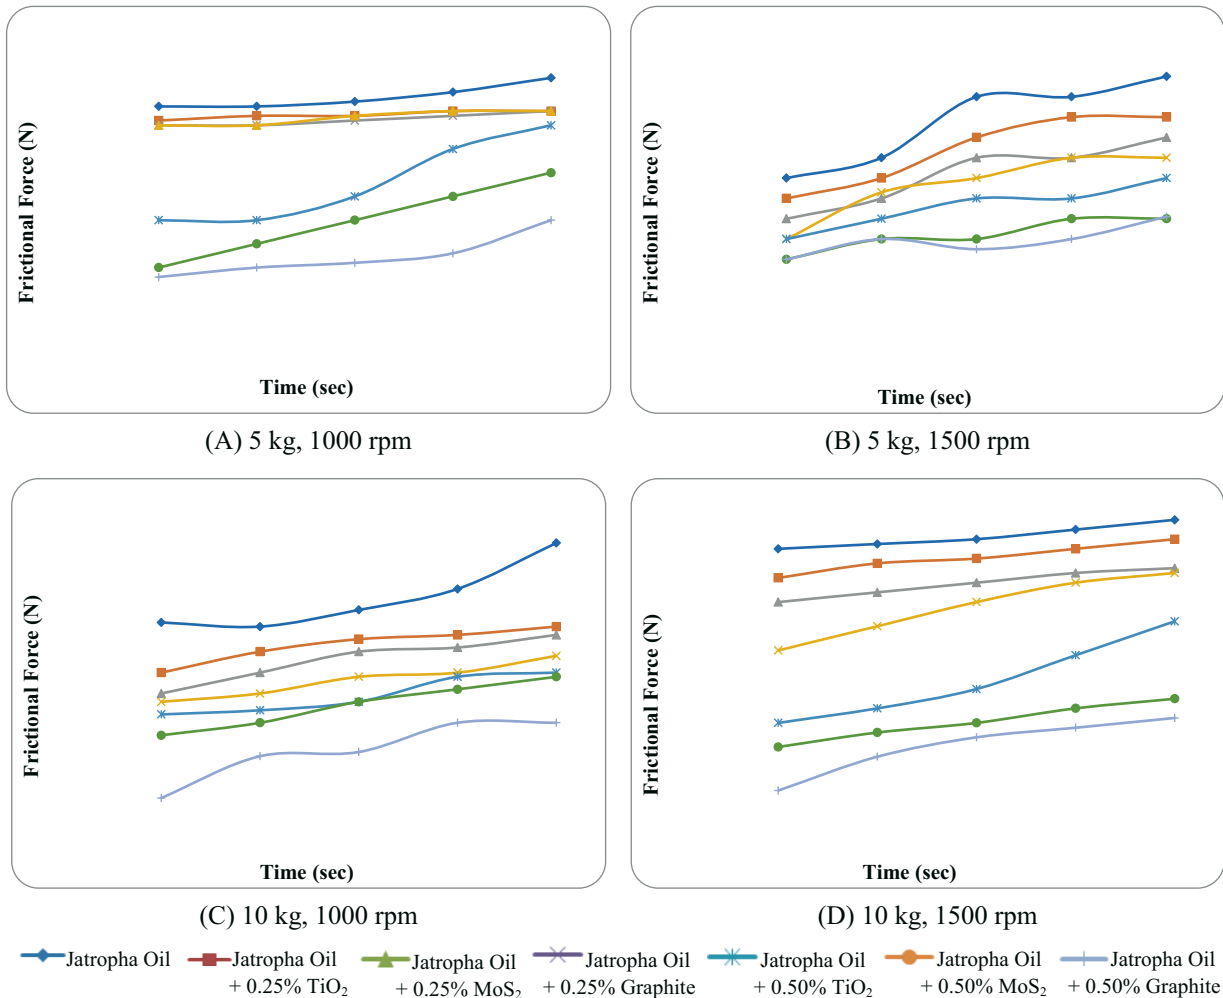 Frictional Force (N)
Time (sec)
(A) 5 kg, 1000 rpm
Frictional Force (N)
Time (sec)
(B) 5 kg, 1500 rpm
Frictional Force (N)
Time (sec)
(C) 10 kg, 1000 rpm
Frictional Force (N)
Time (sec)
(D) 10 kg, 1500 rpm
Jatropha Oil
Jatropha Oil
+ 0.25% TiO₂
Jatropha Oil
+ 0.25% MoS₂
Jatropha Oil
+ 0.25% Graphite
Jatropha Oil
+ 0.50% TiO₂
Jatropha Oil
+ 0.50% MoS₂
Jatropha Oil
+ 0.50% Graphite